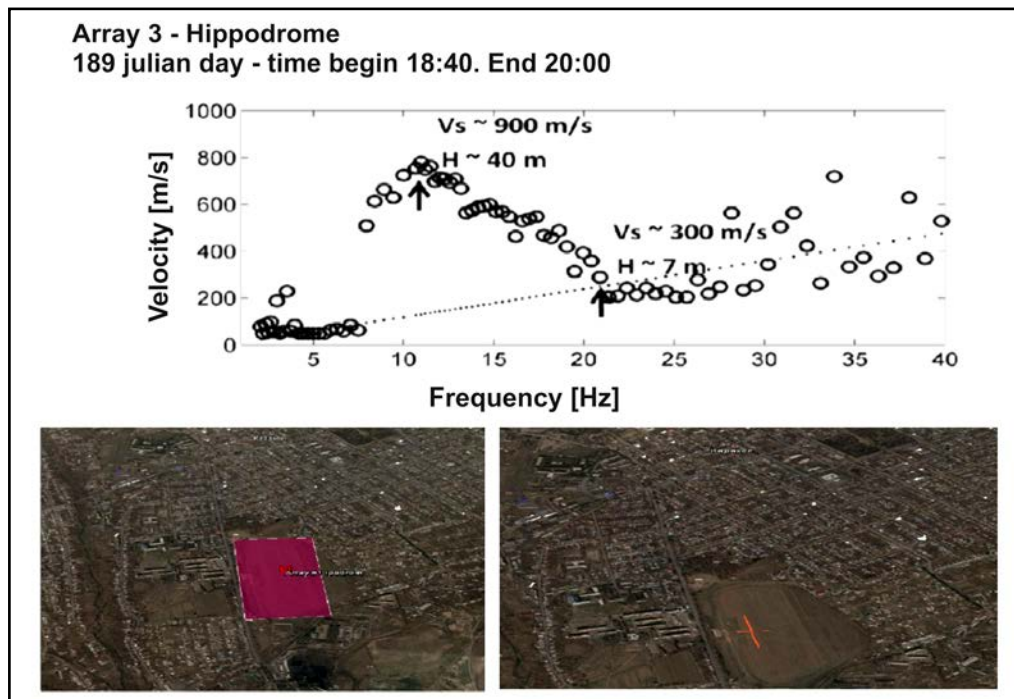 Array 3 - Hippodrome
189 julian day - time begin 18:40. End 20:00
1000
800
600
400
200
0
Velocity [m/s]
Vs ~ 900 m/s
H ~ 40 m
Vs ~ 300 m/s
H ~ 7 m
5 10 15 20 25 30 35 40
Frequency [Hz]